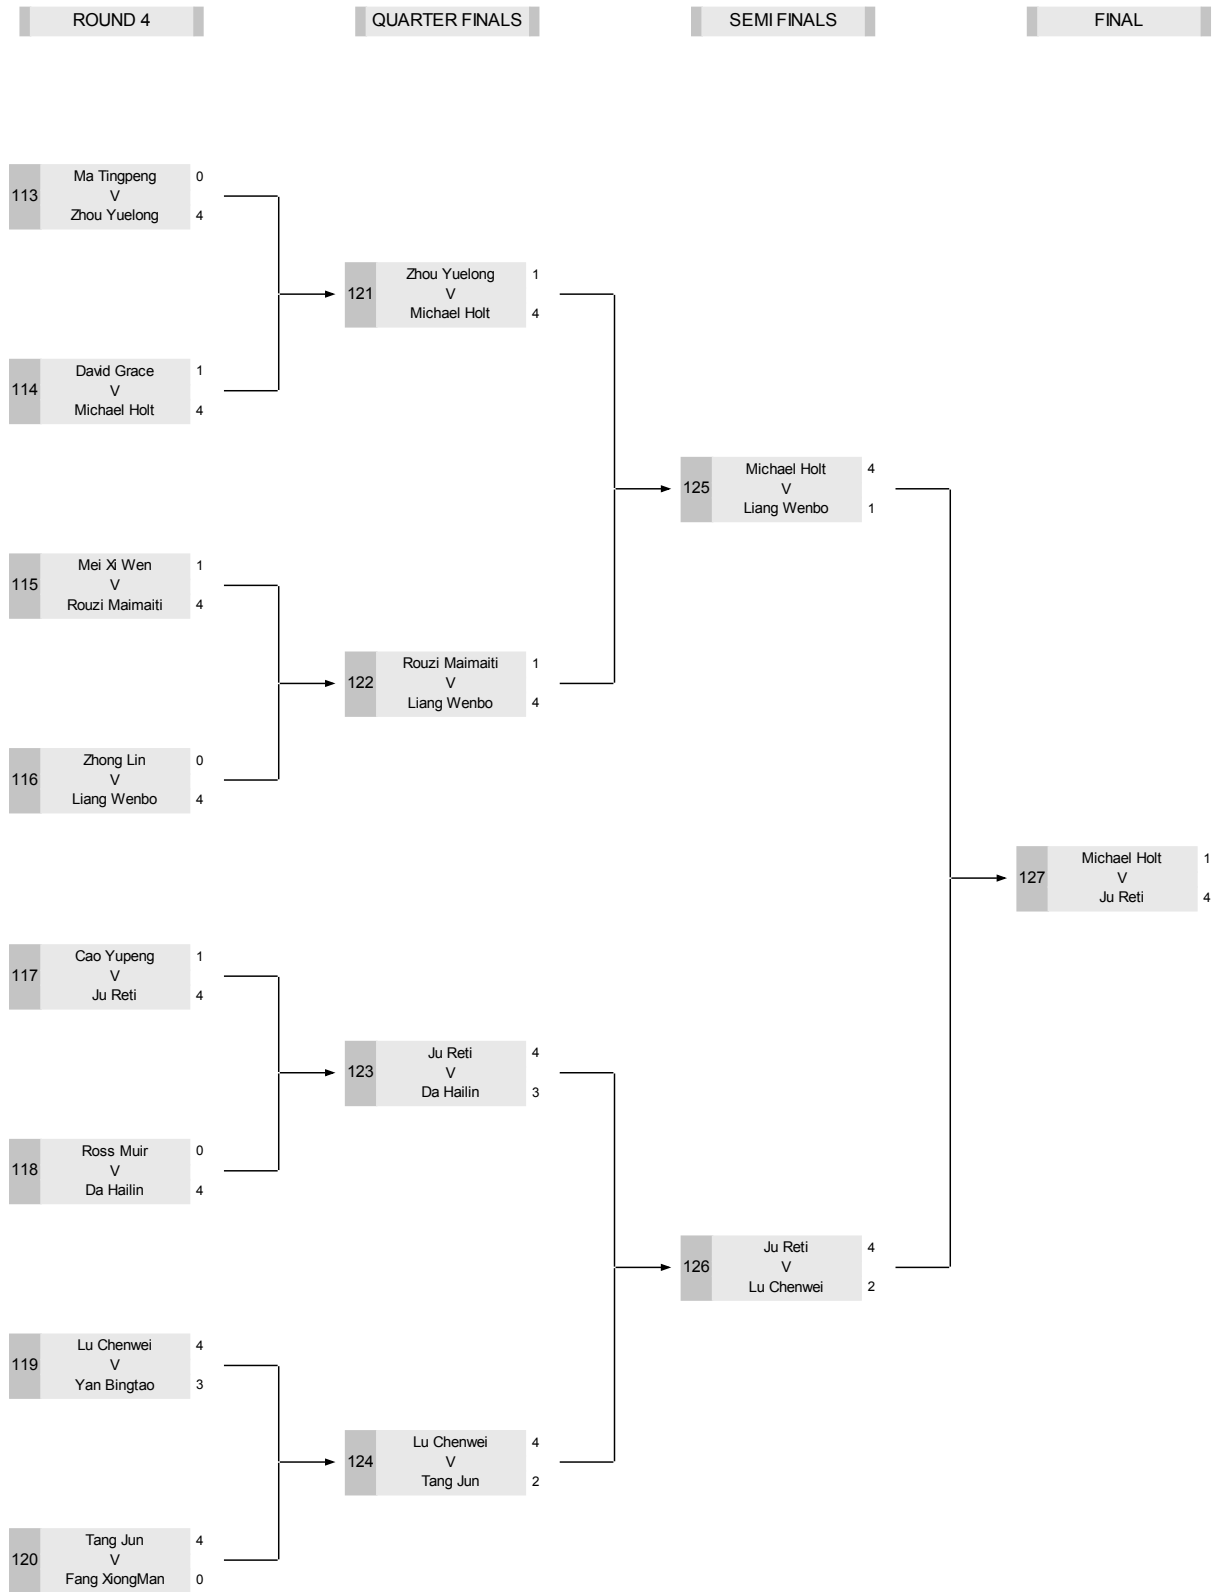 ROUND 4
QUARTER FINALS
SEMI FINALS
FINAL
113
Ma Tingpeng 0
V
Zhou Yuelong 4
114
David Grace 1
V
Michael Holt 4
115
Mei Xi Wen 1
V
Rouzi Maimaiti 4
116
Zhong Lin 0
V
Liang Wenbo 4
117
Cao Yupeng 1
V
Ju Reti 4
118
Ross Muir 0
V
Da Hailin 4
119
Lu Chenwei 4
V
Yan Bingtao 3
120
Tang Jun 4
V
Fang XiongMan 0
121
Zhou Yuelong 1
V
Michael Holt 4
122
Rouzi Maimaiti 1
V
Liang Wenbo 4
123
Ju Reti 4
V
Da Hailin 3
124
Lu Chenwei 4
V
Tang Jun 2
125
Michael Holt 4
V
Liang Wenbo 1
126
Ju Reti 4
V
Lu Chenwei 2
127
Michael Holt 1
V
Ju Reti 4